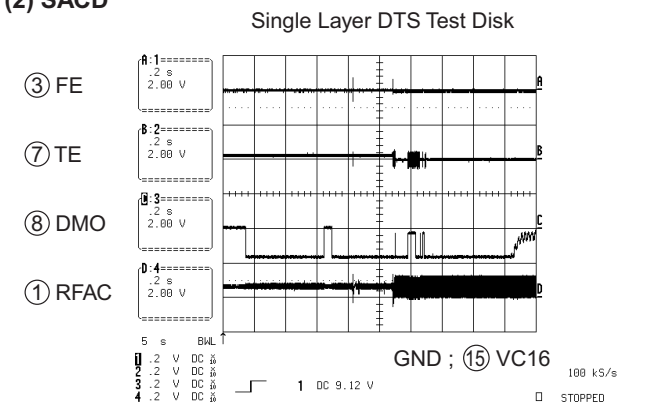 (2) SACD
Single Layer DTS Test Disk
③ FE
A:1
.2 s
2.00 V
A
⑦ TE
B:2
.2 s
2.00 V
B
⑧ DMO
3
.2 s
2.00 V
C
① RFAC
D:4
.2 s
2.00 V
D
5 s BWL
1 .2 V DC
2 .2 V DC
3 .2 V DC
4 .2 V DC
1 DC 9.12 V
GND ; ⑮ VC16
100 kS/s
STOPPED